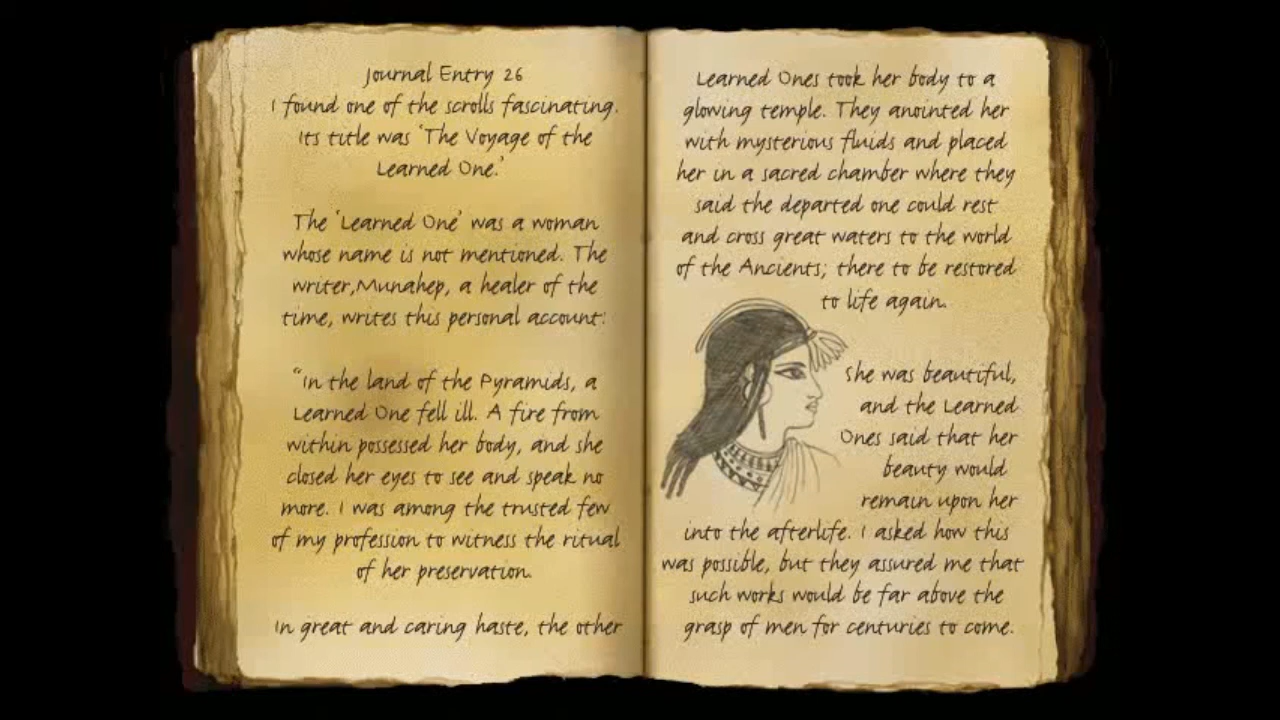 Journal Entry 26
I found one of the scrolls fascinating.
Its title was 'The Voyage of the
Learned One.'
The 'Learned One' was a woman
whose name is not mentioned. The
writer,Munahep, a healer of the
time, writes this personal account:
"In the land of the Pyramids, a
Learned One fell ill. A fire from
within possessed her body, and she
closed her eyes to see and speak no
more. I was among the trusted few
of my profession to witness the ritual
of her preservation.
In great and caring haste, the other
Learned Ones took her body to a
glowing temple. They anointed her
with mysterious fluids and placed
her in a sacred chamber where they
said the departed one could rest
and cross great waters to the world
of the Ancients; there to be restored
to life again.
She was beautiful,
and the Learned
Ones said that her
beauty would
remain upon her
into the afterlife. I asked how this
was possible, but they assured me that
such works would be far above the
grasp of men for centuries to come.